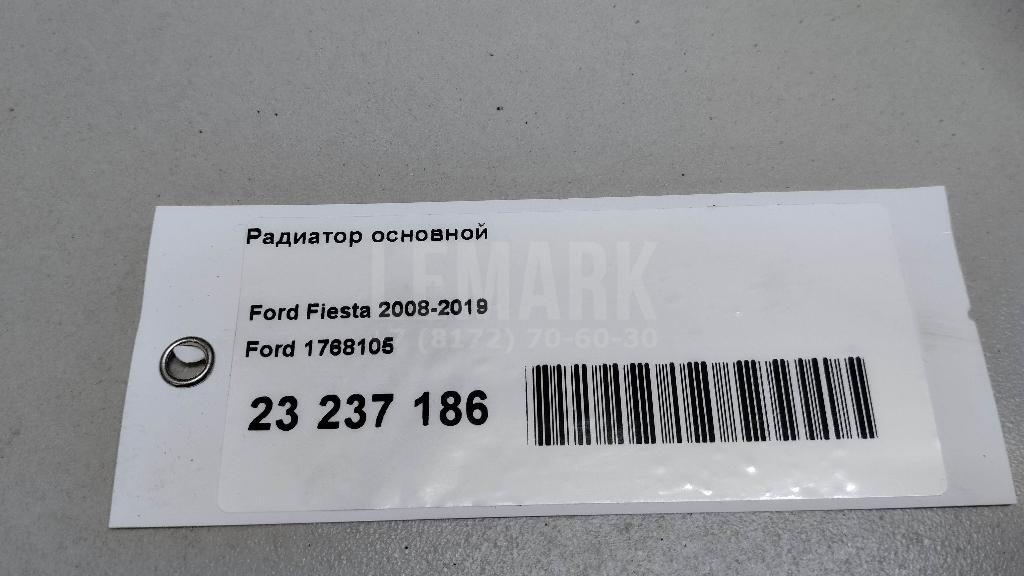 Радиатор основной
LEMARK
Ford Fiesta 2008-2019
+7 (8172) 70-60-30
Ford 1768105
23 237 186